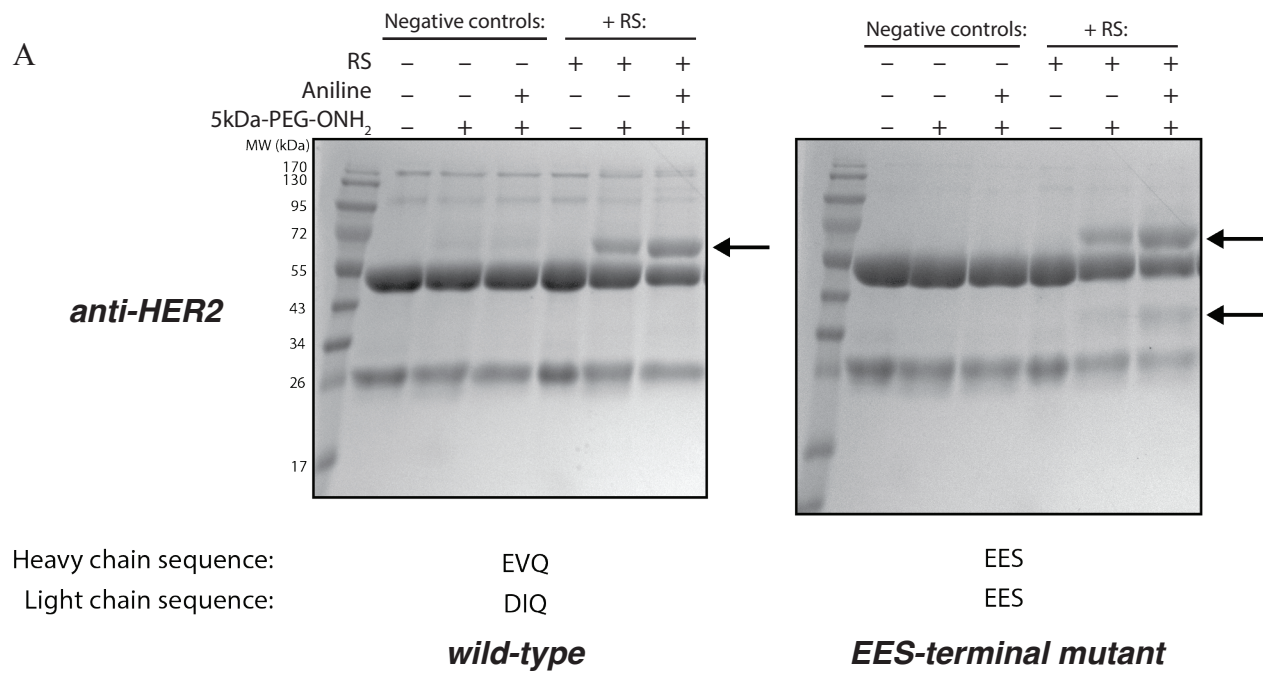 A
Negative controls: + RS:
RS – – – + + +
Aniline – – + – – +
5kDa-PEG-ONH2 – + + – + +
MW (kDa)
170
130
95
72
55
43
34
26
17
Negative controls: + RS:
– – – + + +
– – + – – +
– + + – + +
anti-HER2
Heavy chain sequence: EVQ EES
Light chain sequence: DIQ EES
wild-type EES-terminal mutant